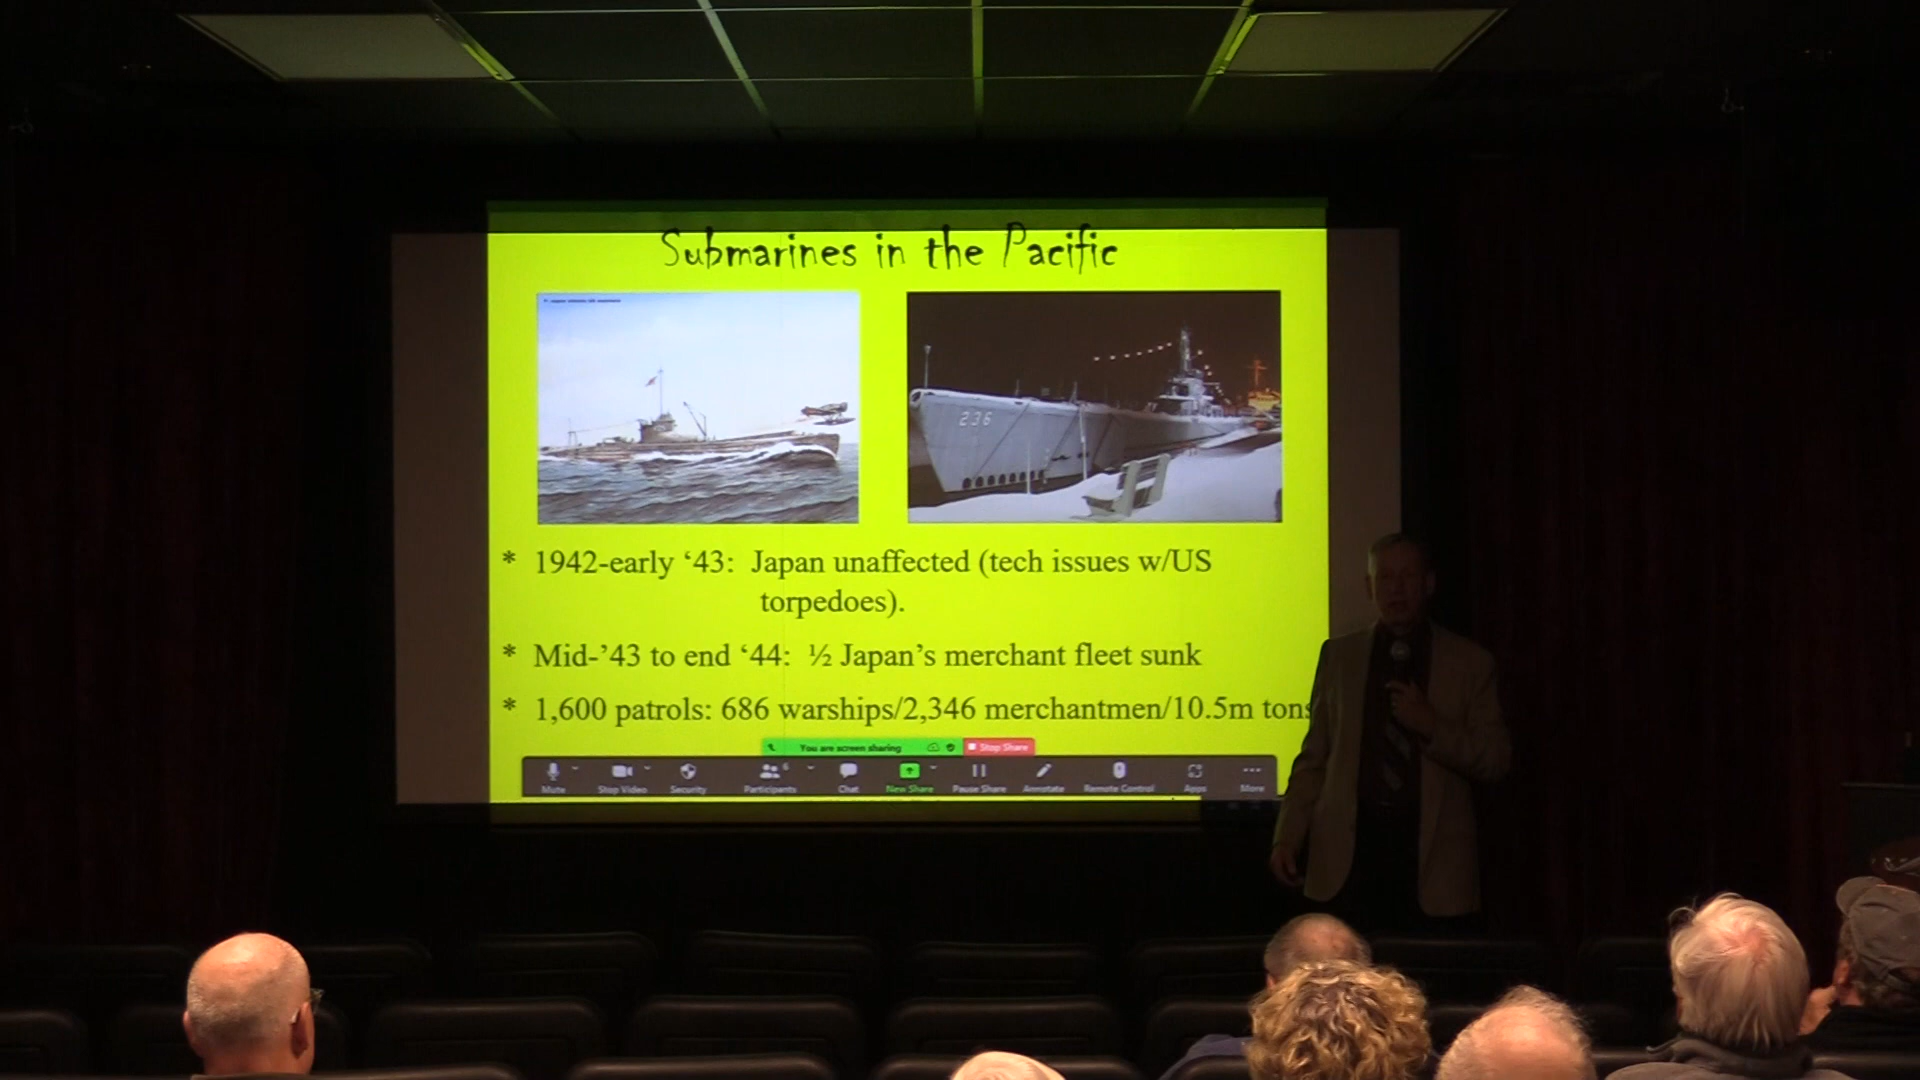 Submarines in the Pacific
236
* 1942-early ‘43: Japan unaffected (tech issues w/US
torpedoes).
* Mid-’43 to end ‘44: ½ Japan’s merchant fleet sunk
* 1,600 patrols: 686 warships/2,346 merchantmen/10.5m tons
You are screen sharing Stop Share
6
Mute Stop Video Security Participants Chat New Share Pause Share Annotate Remote Control Apps More